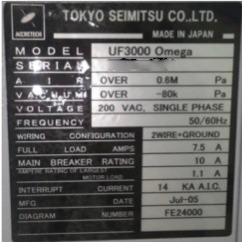 TOKYO SEIMITSU CO.,LTD.
ACCRETECH
MADE IN JAPAN
MODEL UF3000 Omega
SERIAL
AIR OVER 0.6M Pa
VACUUM OVER -80k Pa
VOLTAGE 200 VAC, SINGLE PHASE
FREQUENCY 50/60Hz
WIRING CONFIGURATION 2WIRE+GROUND
FULL LOAD AMPS 7.5 A
MAIN BREAKER RATING 10 A
AMPERE RATING OF LARGEST MOTOR LOAD 1.1 A
INTERRUPT CURRENT 14 KA A.I.C.
MFG DATE Jul-05
DIAGRAM NUMBER FE24000